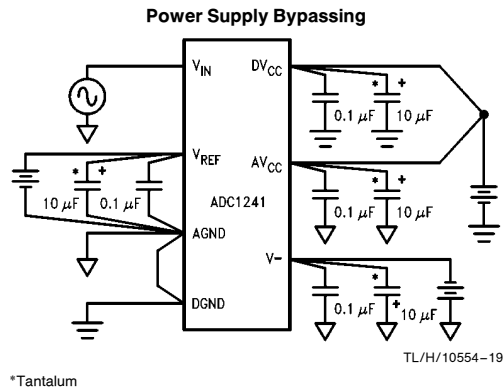 Power Supply Bypassing
V_IN
DV_CC
* +
0.1 µF
10 µF
V_REF
* +
10 µF
0.1 µF
AV_CC
* +
0.1 µF
10 µF
ADC1241
AGND
V−
*
0.1 µF
+
10 µF
DGND
TL/H/10554–19
*Tantalum